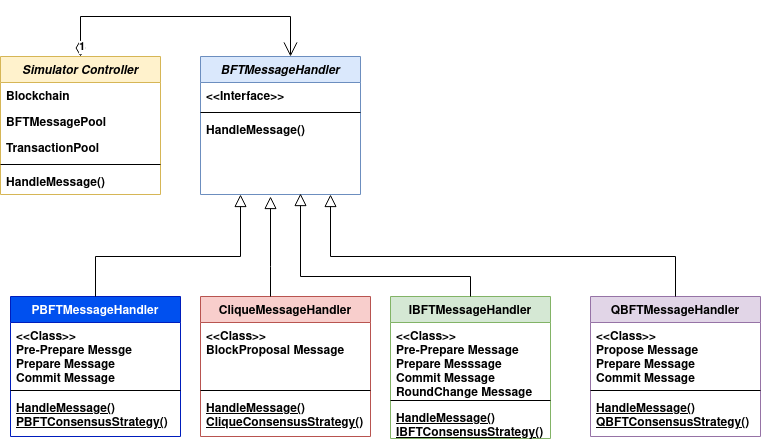 1
Simulator Controller
Blockchain
BFTMessagePool
TransactionPool
HandleMessage()
BFTMessageHandler
<<Interface>>
HandleMessage()
PBFTMessageHandler
<<Class>>
Pre-Prepare Messge
Prepare Message
Commit Message
HandleMessage()
PBFTConsensusStrategy()
CliqueMessageHandler
<<Class>>
BlockProposal Message
HandleMessage()
CliqueConsensusStrategy()
IBFTMessageHandler
<<Class>>
Pre-Prepare Message
Prepare Messsage
Commit Message
RoundChange Message
HandleMessage()
IBFTConsensusStrategy()
QBFTMessageHandler
<<Class>>
Propose Message
Prepare Message
Commit Message
HandleMessage()
QBFTConsensusStrategy()